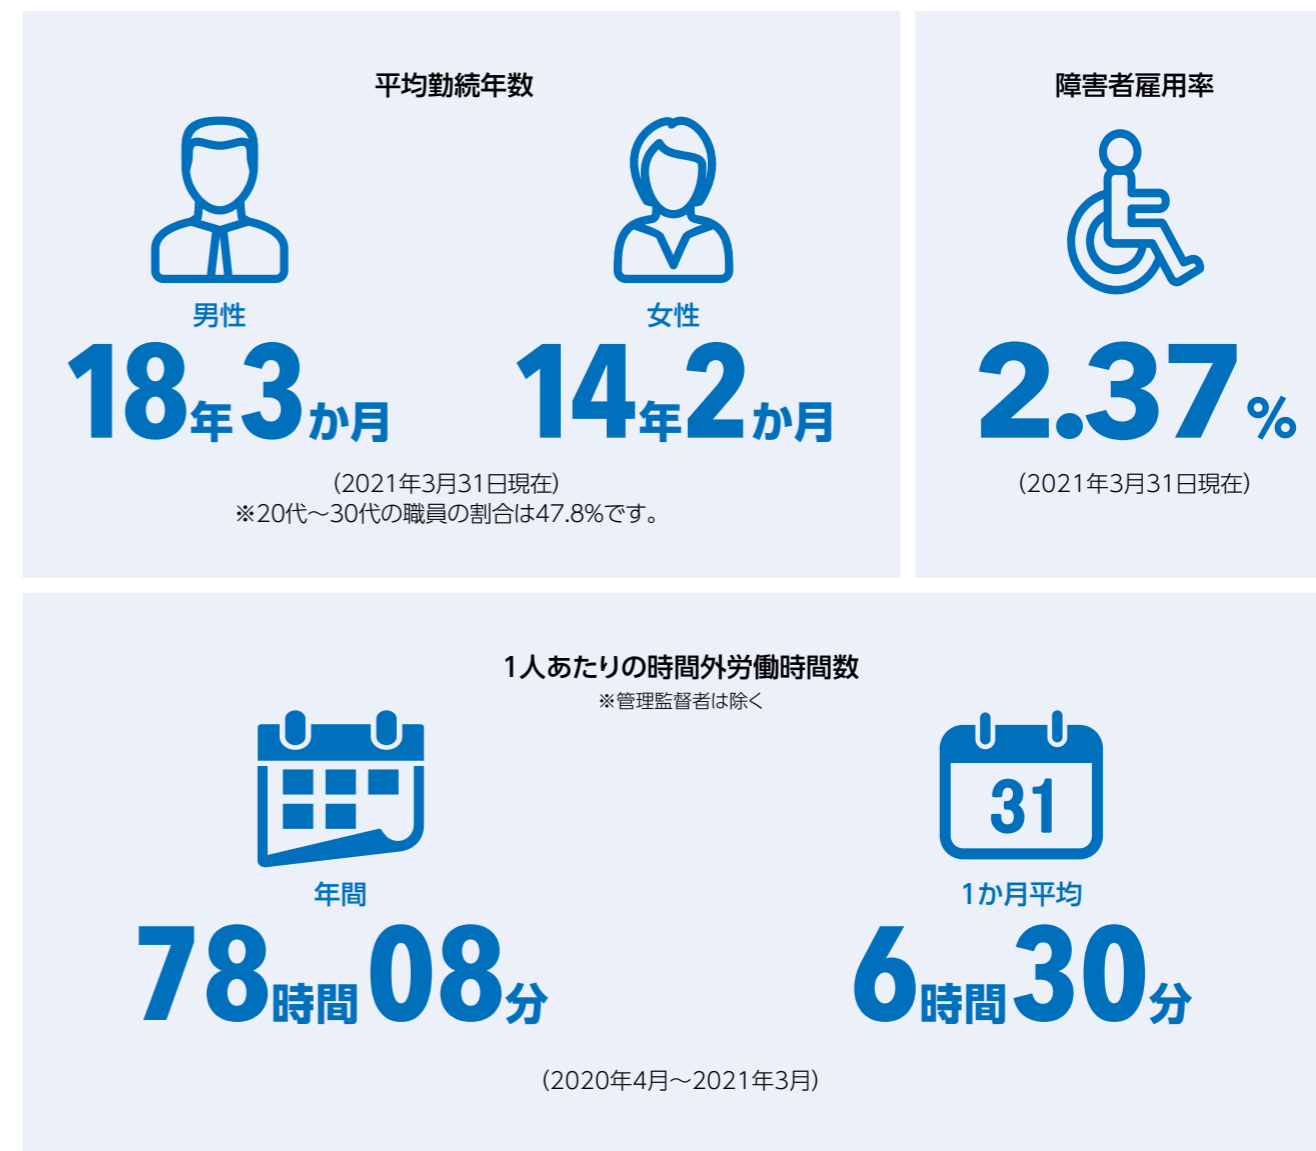 平均勤続年数
男性
18年3か月
女性
14年2か月
(2021年3月31日現在)
※20代〜30代の職員の割合は47.8%です。
障害者雇用率
2.37%
(2021年3月31日現在)
1人あたりの時間外労働時間数
※管理監督者は除く
年間
78時間08分
31
1か月平均
6時間30分
(2020年4月〜2021年3月)